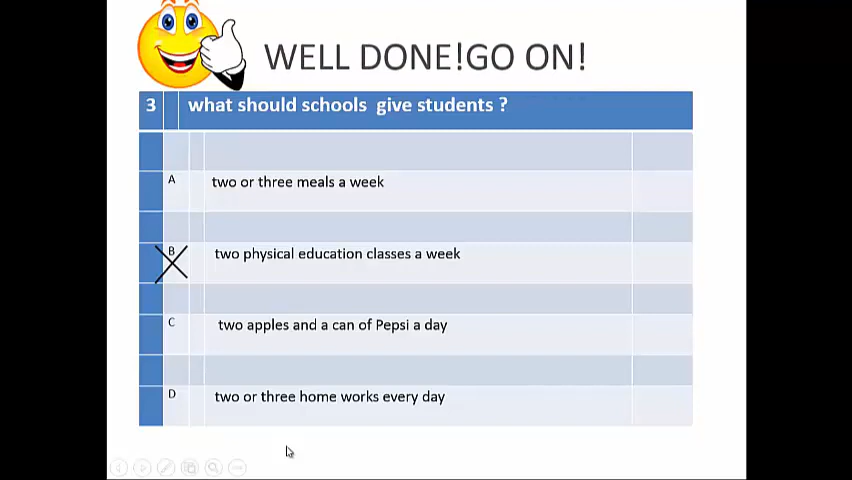 WELL DONE!GO ON!
3 what should schools give students ?
A two or three meals a week
B two physical education classes a week
C two apples and a can of Pepsi a day
D two or three home works every day